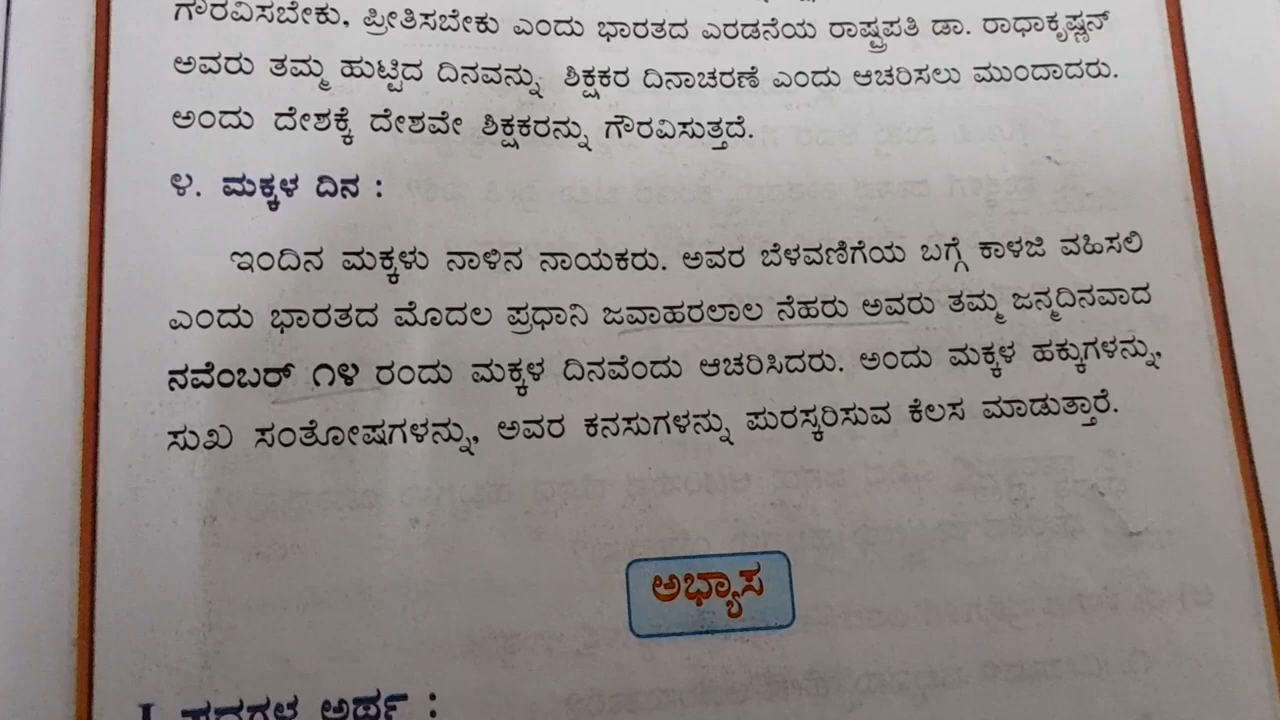 ಗೌರವಿಸಬೇಕು, ಪ್ರೀತಿಸಬೇಕು ಎಂದು ಭಾರತದ ಎರಡನೆಯ ರಾಷ್ಟ್ರಪತಿ ಡಾ. ರಾಧಾಕೃಷ್ಣನ್
ಅವರು ತಮ್ಮ ಹುಟ್ಟಿದ ದಿನವನ್ನು ಶಿಕ್ಷಕರ ದಿನಾಚರಣೆ ಎಂದು ಆಚರಿಸಲು ಮುಂದಾದರು.
ಅಂದು ದೇಶಕ್ಕೆ ದೇಶವೇ ಶಿಕ್ಷಕರನ್ನು ಗೌರವಿಸುತ್ತದೆ.
೪. ಮಕ್ಕಳ ದಿನ :
ಇಂದಿನ ಮಕ್ಕಳು ನಾಳಿನ ನಾಯಕರು. ಅವರ ಬೆಳವಣಿಗೆಯ ಬಗ್ಗೆ ಕಾಳಜಿ ವಹಿಸಲಿ
ಎಂದು ಭಾರತದ ಮೊದಲ ಪ್ರಧಾನಿ ಜವಾಹರಲಾಲ ನೆಹರು ಅವರು ತಮ್ಮ ಜನ್ಮದಿನವಾದ
ನವೆಂಬರ್ ೧೪ ರಂದು ಮಕ್ಕಳ ದಿನವೆಂದು ಆಚರಿಸಿದರು. ಅಂದು ಮಕ್ಕಳ ಹಕ್ಕುಗಳನ್ನು,
ಸುಖ ಸಂತೋಷಗಳನ್ನು, ಅವರ ಕನಸುಗಳನ್ನು ಪುರಸ್ಕರಿಸುವ ಕೆಲಸ ಮಾಡುತ್ತಾರೆ.
ಅಭ್ಯಾಸ
I ಪದಗಳ ಅರ್ಥ :